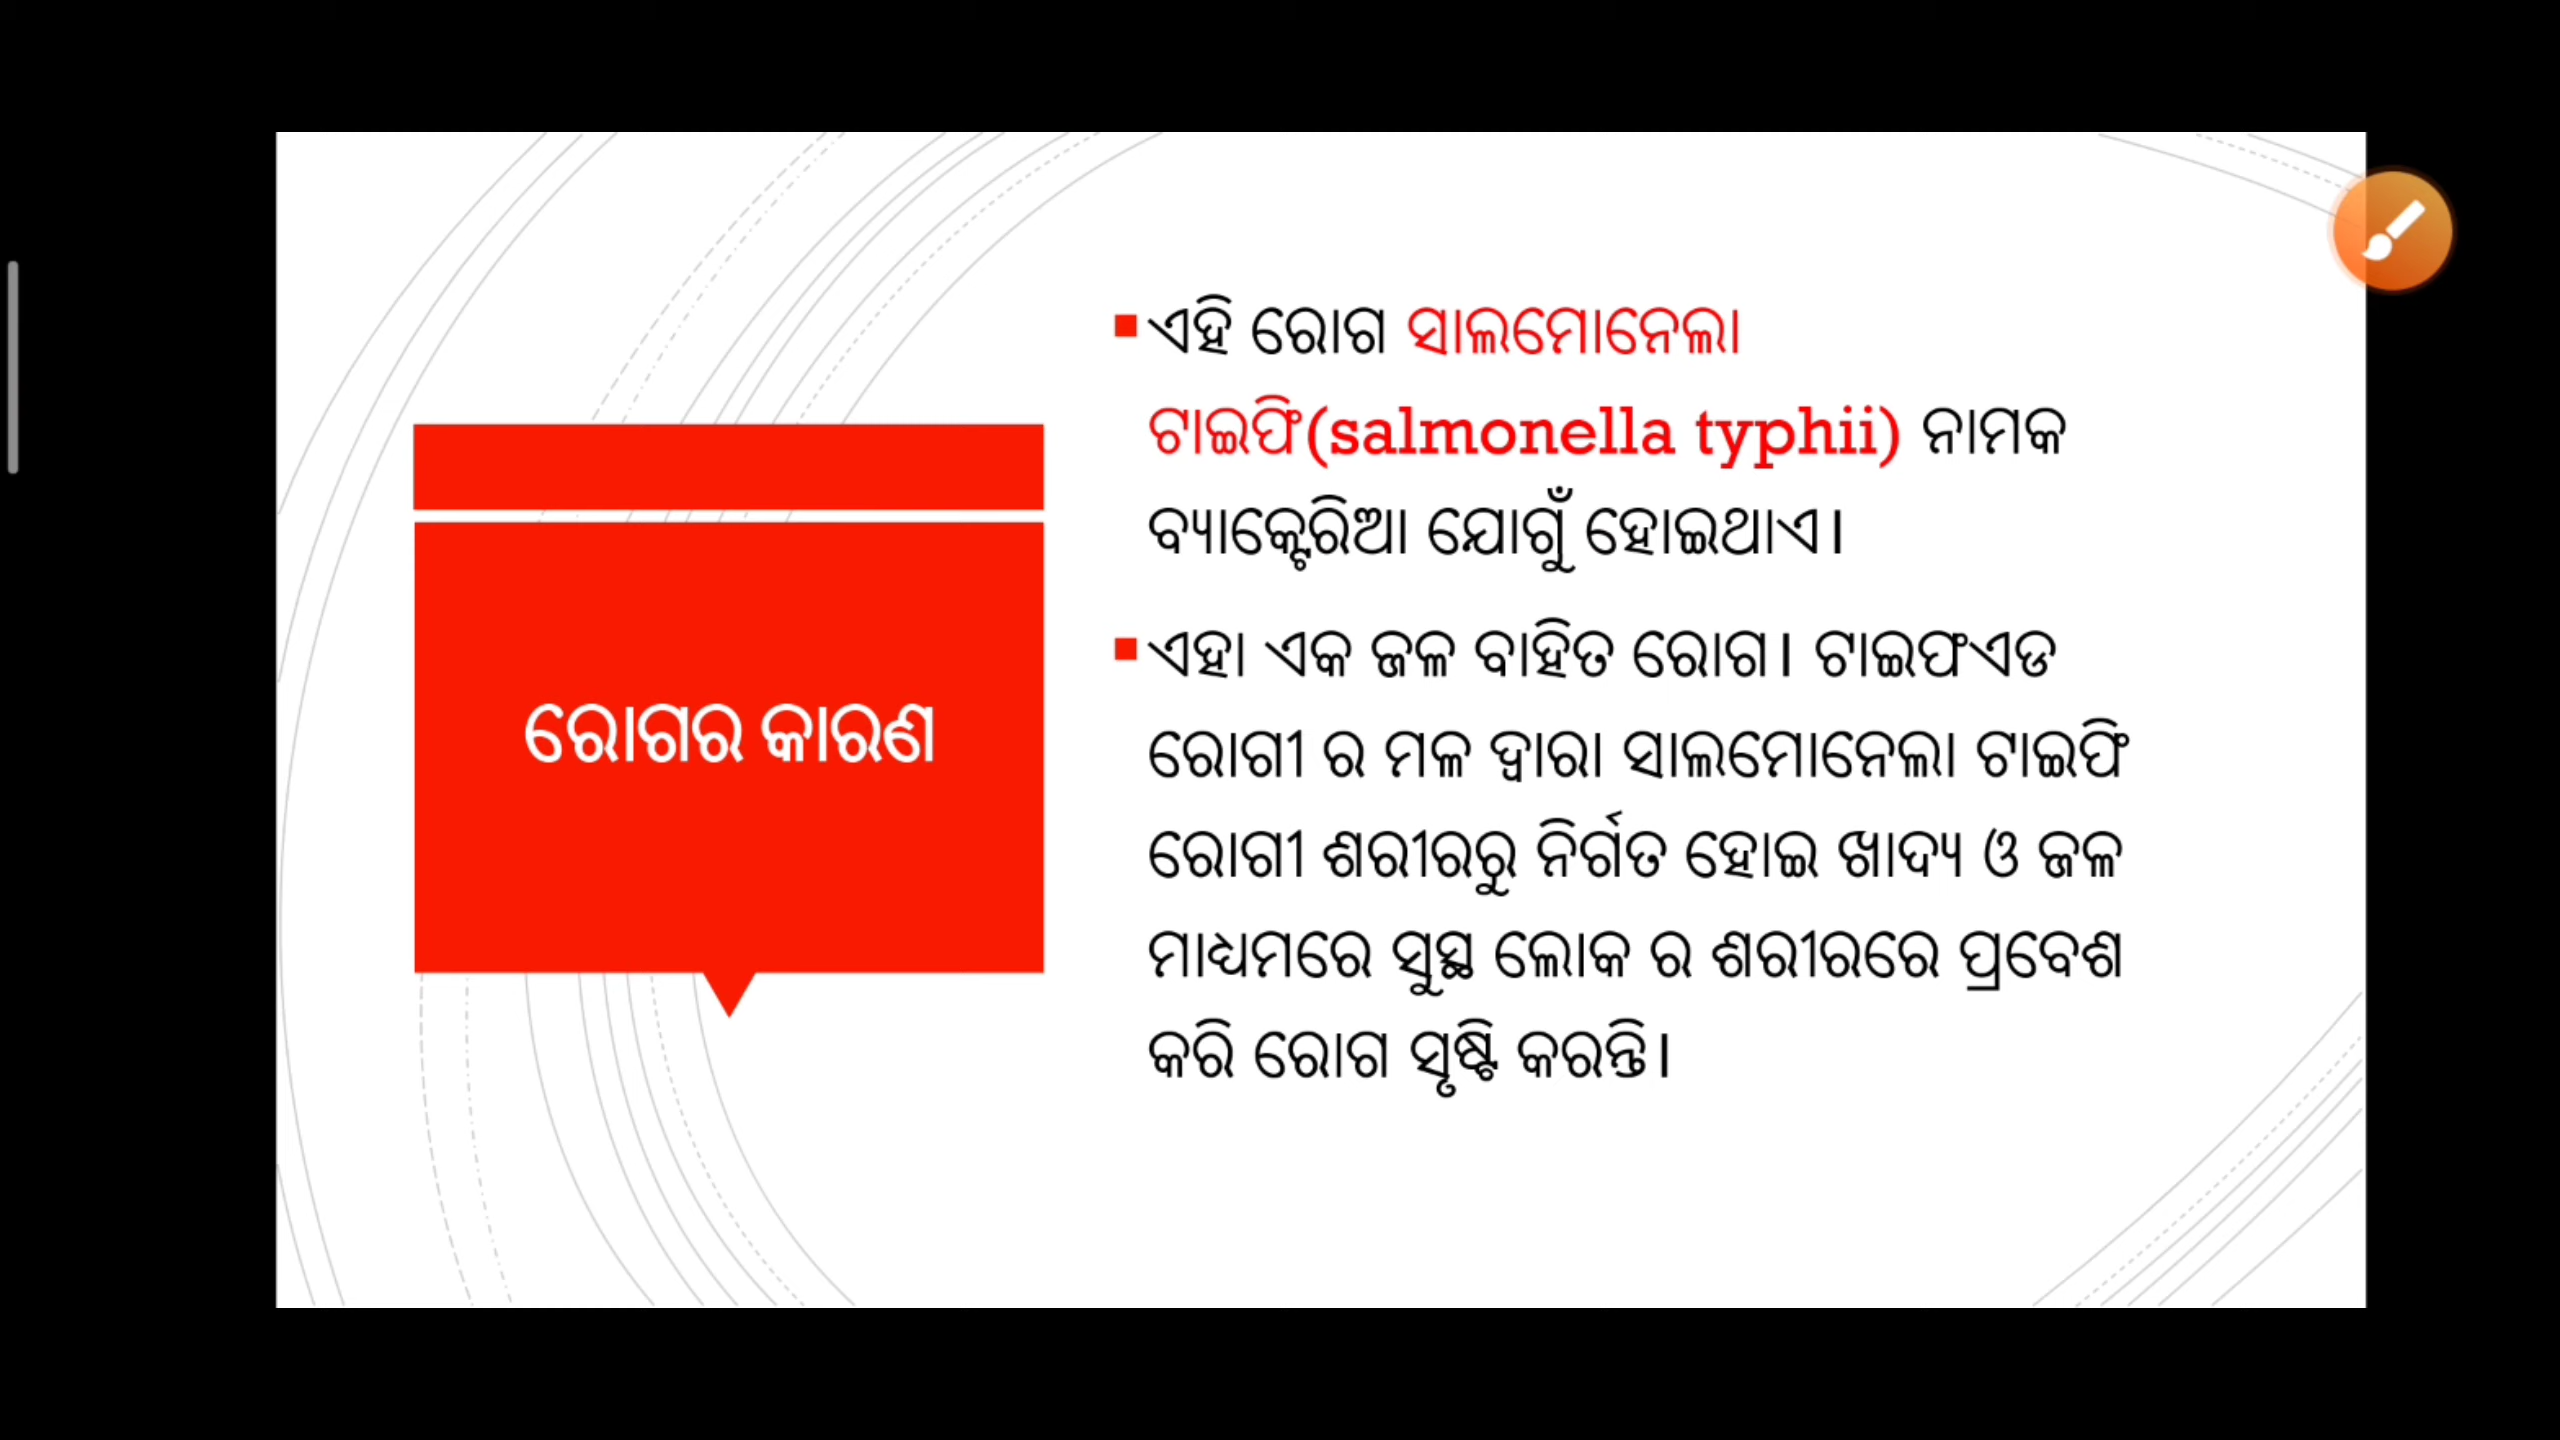 ରୋଗର କାରଣ
ଏହି ରୋଗ ସାଲମୋନେଲା
ଟାଇଫି(salmonella typhii) ନାମକ
ବ୍ୟାକ୍ଟେରିଆ ଯୋଗୁଁ ହୋଇଥାଏ।
ଏହା ଏକ ଜଳ ବାହିତ ରୋଗ। ଟାଇଫଏଡ
ରୋଗୀ ର ମଳ ଦ୍ୱାରା ସାଲମୋନେଲା ଟାଇଫି
ରୋଗୀ ଶରୀରରୁ ନିର୍ଗତ ହୋଇ ଖାଦ୍ୟ ଓ ଜଳ
ମାଧ୍ୟମରେ ସୁସ୍ଥ ଲୋକ ର ଶରୀରରେ ପ୍ରବେଶ
କରି ରୋଗ ସୃଷ୍ଟି କରନ୍ତି।